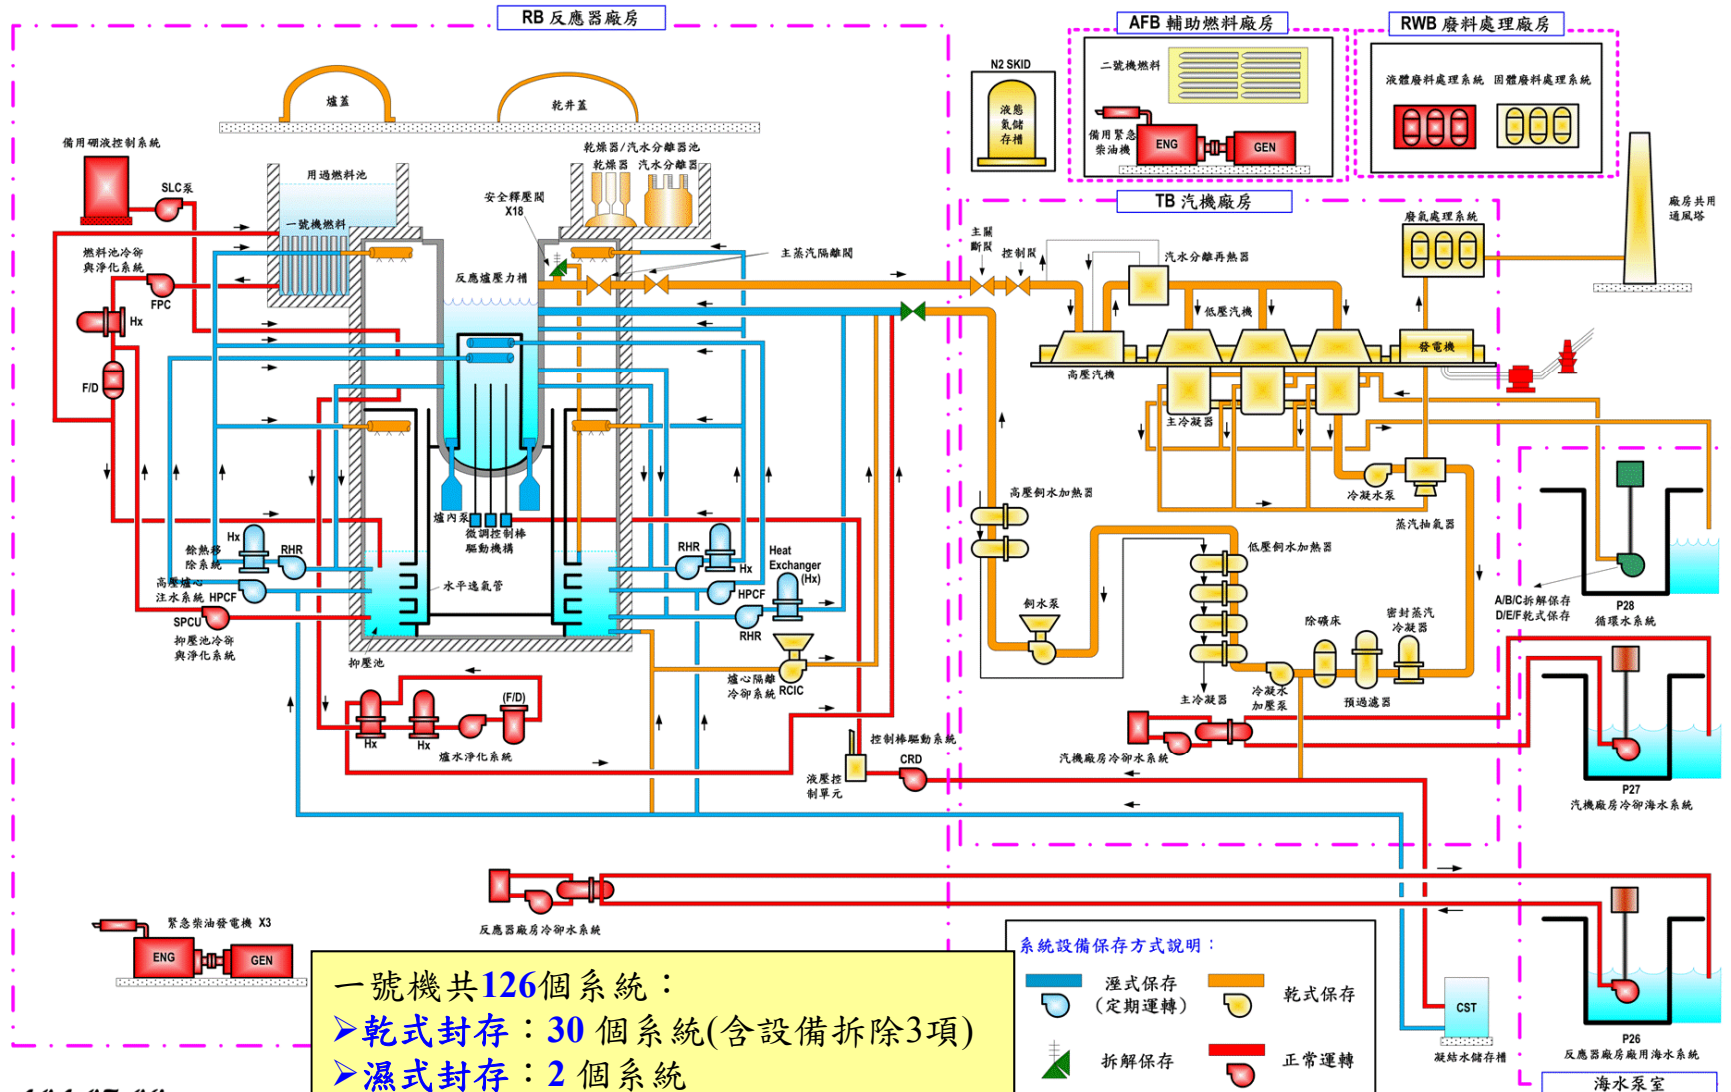 RB 反應器廠房
AFB 輔助燃料廠房
RWB 廢料處理廠房
爐蓋
乾井蓋
N2 SKID
液態
氮儲
存槽
二號機燃料
備用緊急
柴油機
ENG
GEN
液體廢料處理系統
固體廢料處理系統
備用硼液控制系統
SLC泵
用過燃料池
一號機燃料
乾燥器/汽水分離器池
乾燥器
汽水分離器
安全釋壓閥
X18
TB 汽機廠房
廠房共用
通風塔
廢氣處理系統
主關
斷閥
控制閥
汽水分離再熱器
主蒸汽隔離閥
燃料池冷卻
與淨化系統
FPC
反應爐壓力槽
Hx
F/D
低壓汽機
發電機
高壓汽機
主冷凝器
冷凝水泵
蒸汽抽氣器
高壓飼水加熱器
低壓飼水加熱器
爐內泵
微調控制棒
驅動機構
Hx
餘熱移
除系統
RHR
RHR
Hx
Heat
Exchanger
(Hx)
高壓爐心
注水系統
HPCF
HPCF
水平洩氣管
SPCU
RHR
抑壓池冷卻
與淨化系統
抑壓池
爐心隔離
冷卻系統
RCIC
飼水泵
除礦床
密封蒸汽
冷凝器
主冷凝器
冷凝水
加壓泵
預過濾器
A/B/C拆解保存
D/E/F乾式保存
P28
循環水系統
(F/D)
Hx
Hx
爐水淨化系統
控制棒驅動系統
液壓控
制單元
CRD
汽機廠房冷卻水系統
P27
汽機廠房冷卻海水系統
反應器廠房冷卻水系統
緊急柴油發電機 X3
ENG
GEN
一號機共126個系統：
➢乾式封存：30 個系統(含設備拆除3項)
➢濕式封存：2 個系統
系統設備保存方式說明：
溼式保存
(定期運轉)
乾式保存
拆解保存
正常運轉
CST
凝結水儲存槽
P26
反應器廠房廠用海水系統
海水泵室